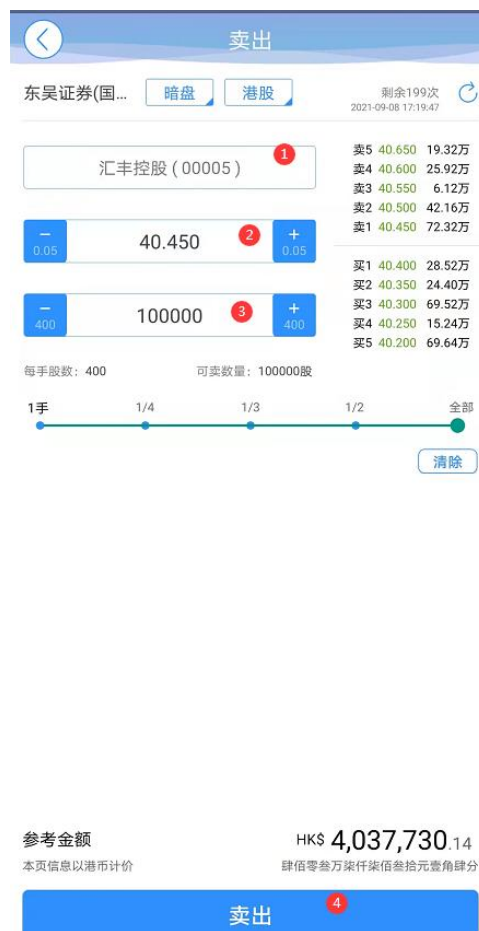 卖出
东吴证券(国...
暗盘
港股
剩余199次
2021-09-08 17:19:47
汇丰控股 ( 00005 )
1
−
0.05
40.450
2
+
0.05
−
400
100000
3
+
400
卖5 40.650 19.32万
卖4 40.600 25.92万
卖3 40.550 6.12万
卖2 40.500 42.16万
卖1 40.450 72.32万
买1 40.400 28.52万
买2 40.350 24.40万
买3 40.300 69.52万
买4 40.250 15.24万
买5 40.200 69.64万
每手股数: 400
可卖数量: 100000股
1手 1/4 1/3 1/2 全部
清除
参考金额
HK$ 4,037,730.14
本页信息以港币计价
肆佰零叁万柒仟柒佰叁拾元壹角肆分
卖出
4